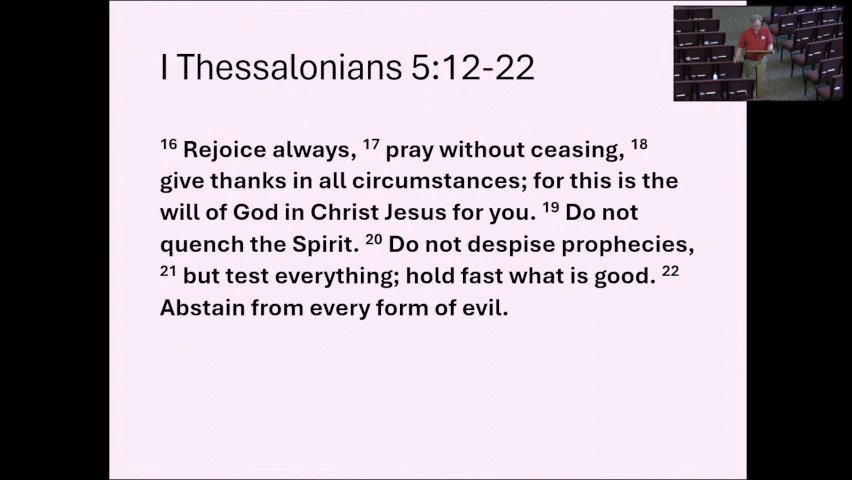 I Thessalonians 5:12-22
16 Rejoice always, 17 pray without ceasing, 18
give thanks in all circumstances; for this is the
will of God in Christ Jesus for you. 19 Do not
quench the Spirit. 20 Do not despise prophecies,
21 but test everything; hold fast what is good. 22
Abstain from every form of evil.